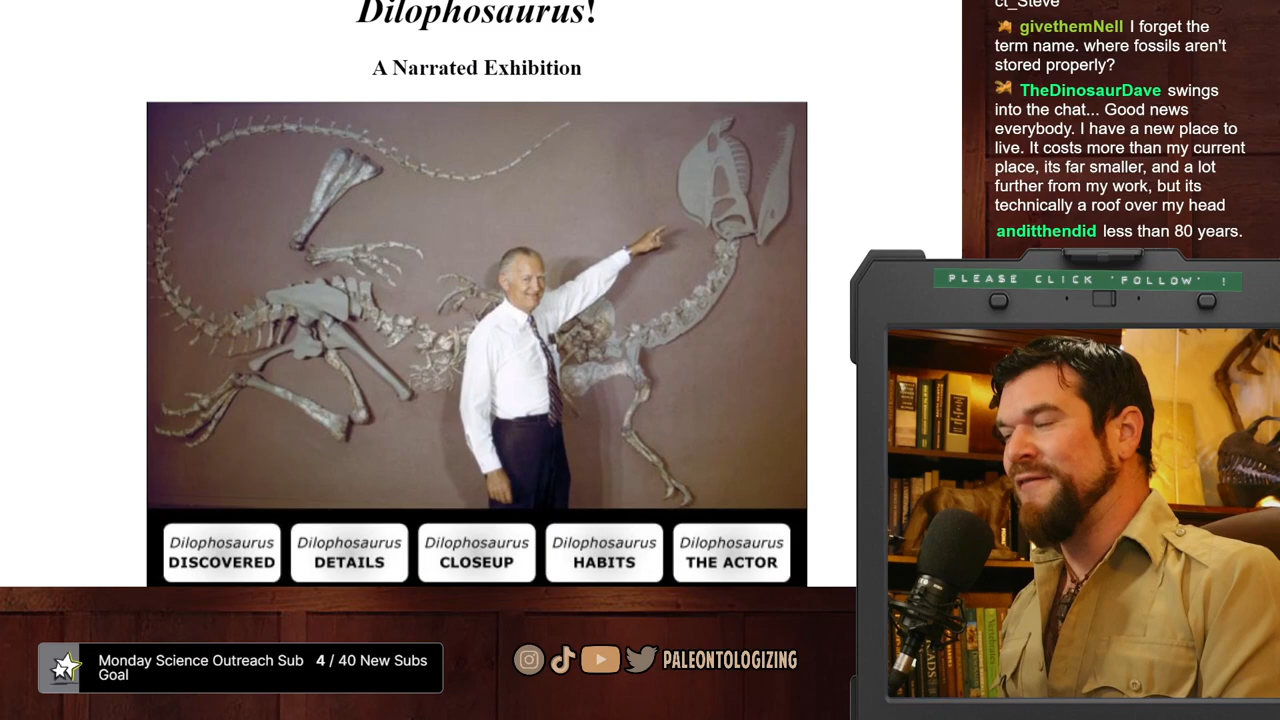 Dilophosaurus!
A Narrated Exhibition
Dilophosaurus
DISCOVERED
Dilophosaurus
DETAILS
Dilophosaurus
CLOSEUP
Dilophosaurus
HABITS
Dilophosaurus
THE ACTOR
Monday Science Outreach Sub
Goal
4 / 40 New Subs
PALEONTOLOGIZING
ct_Steve
givethemNell I forget the
term name. where fossils aren't
stored properly?
TheDinosaurDave swings
into the chat... Good news
everybody. I have a new place to
live. It costs more than my current
place, its far smaller, and a lot
further from my work, but its
technically a roof over my head
anditthendid less than 80 years.
PLEASE CLICK 'FOLLOW' !